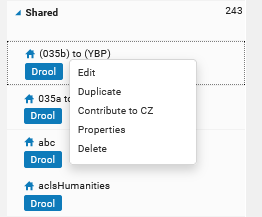 Shared 243
(035b) to (YBP)
Drool
Edit
Duplicate
Contribute to CZ
Properties
Delete
035a to
Drool
abc
Drool
aclsHumanities
Drool